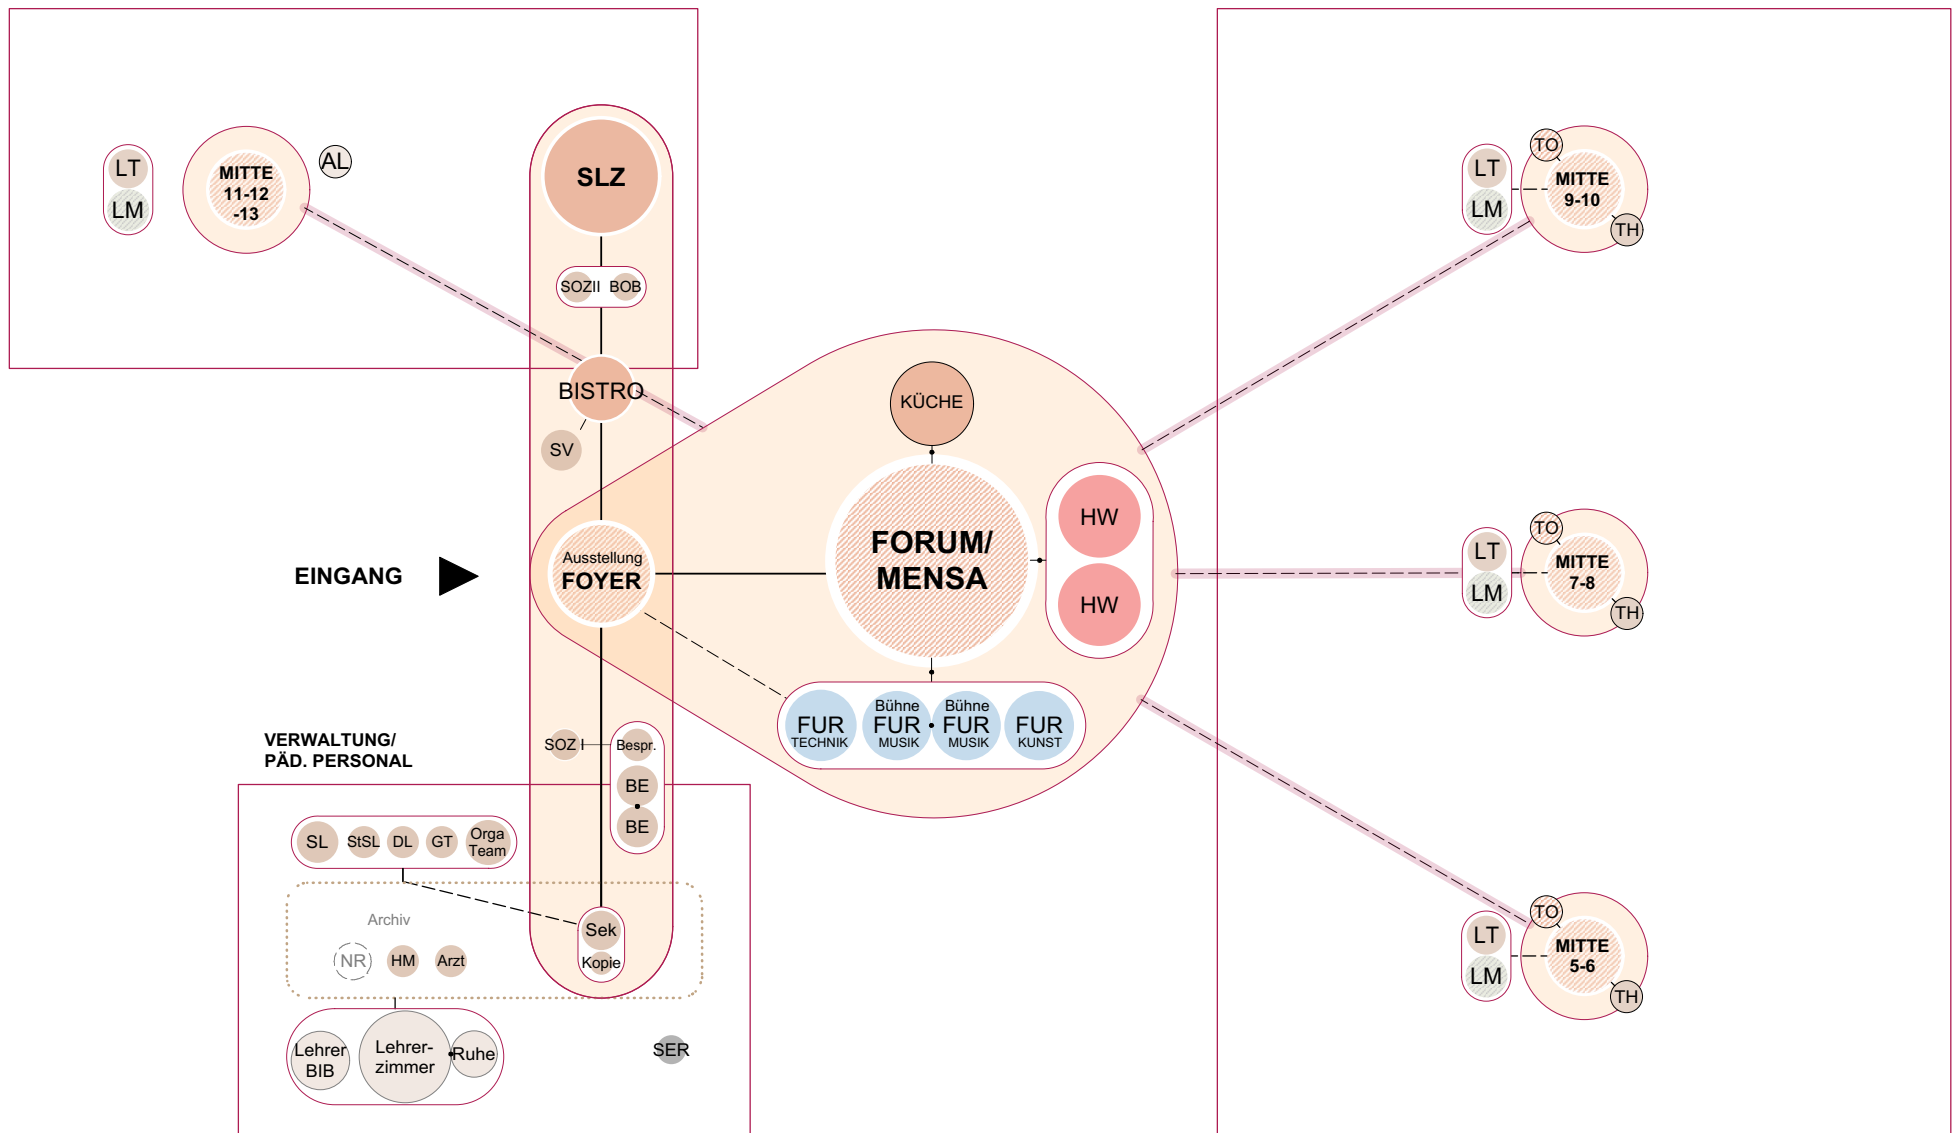 LT
LM
MITTE
11-12
-13
AL
SLZ
SOZII
BOB
BISTRO
SV
KÜCHE
LT
LM
TO
MITTE
9-10
TH
EINGANG
Ausstellung
FOYER
FORUM/
MENSA
HW
HW
LT
LM
TO
MITTE
7-8
TH
FUR
TECHNIK
Bühne
FUR
MUSIK
Bühne
FUR
MUSIK
FUR
KUNST
VERWALTUNG/
PÄD. PERSONAL
SOZ I
Bespr.
BE
BE
SL
StSL
DL
GT
Orga
Team
Archiv
NR
HM
Arzt
Sek
Kopie
Lehrer
BIB
Lehrer-
zimmer
Ruhe
SER
LT
LM
TO
MITTE
5-6
TH